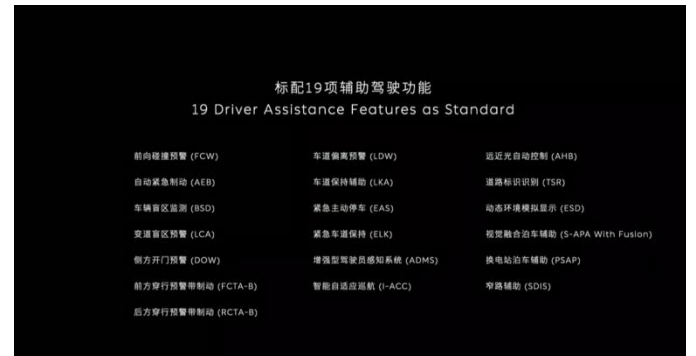 标配19项辅助驾驶功能
19 Driver Assistance Features as Standard
前向碰撞预警 (FCW)
自动紧急制动 (AEB)
车辆盲区监测 (BSD)
变道盲区预警 (LCA)
侧方开门预警 (DOW)
前方穿行预警带制动 (FCTA-B)
后方穿行预警带制动 (RCTA-B)
车道偏离预警 (LDW)
车道保持辅助 (LKA)
紧急主动停车 (EAS)
紧急车道保持 (ELK)
增强型驾驶员感知系统 (ADMS)
智能自适应巡航 (I-ACC)
远近光自动控制 (AHB)
道路标识识别 (TSR)
动态环境模拟显示 (ESD)
视觉融合泊车辅助 (S-APA With Fusion)
换电站泊车辅助 (PSAP)
窄路辅助 (SDIS)